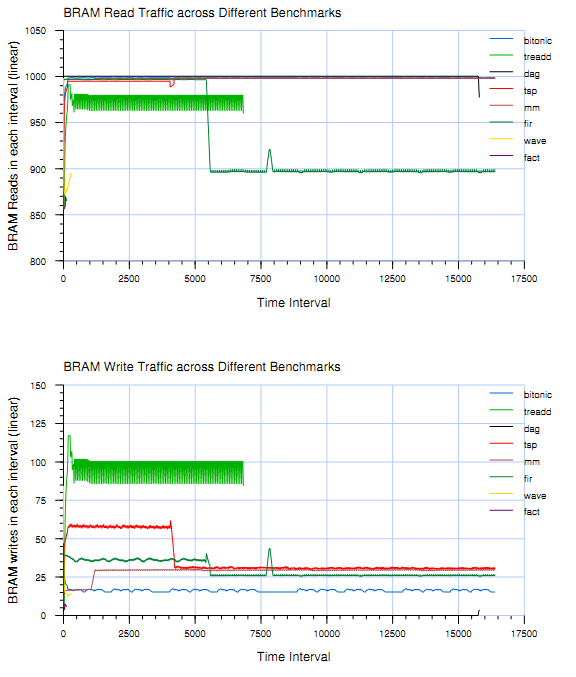 BRAM Read Traffic across Different Benchmarks
BRAM Reads in each interval (linear)
1050
1000
950
900
850
800
bitonic
treadd
dag
tsp
mm
fir
wave
fact
0
2500
5000
7500
10000
12500
15000
17500
Time Interval
BRAM Write Traffic across Different Benchmarks
BRAM writes in each interval (linear)
150
125
100
75
50
25
0
bitonic
treadd
dag
tsp
mm
fir
wave
fact
0
2500
5000
7500
10000
12500
15000
17500
Time Interval